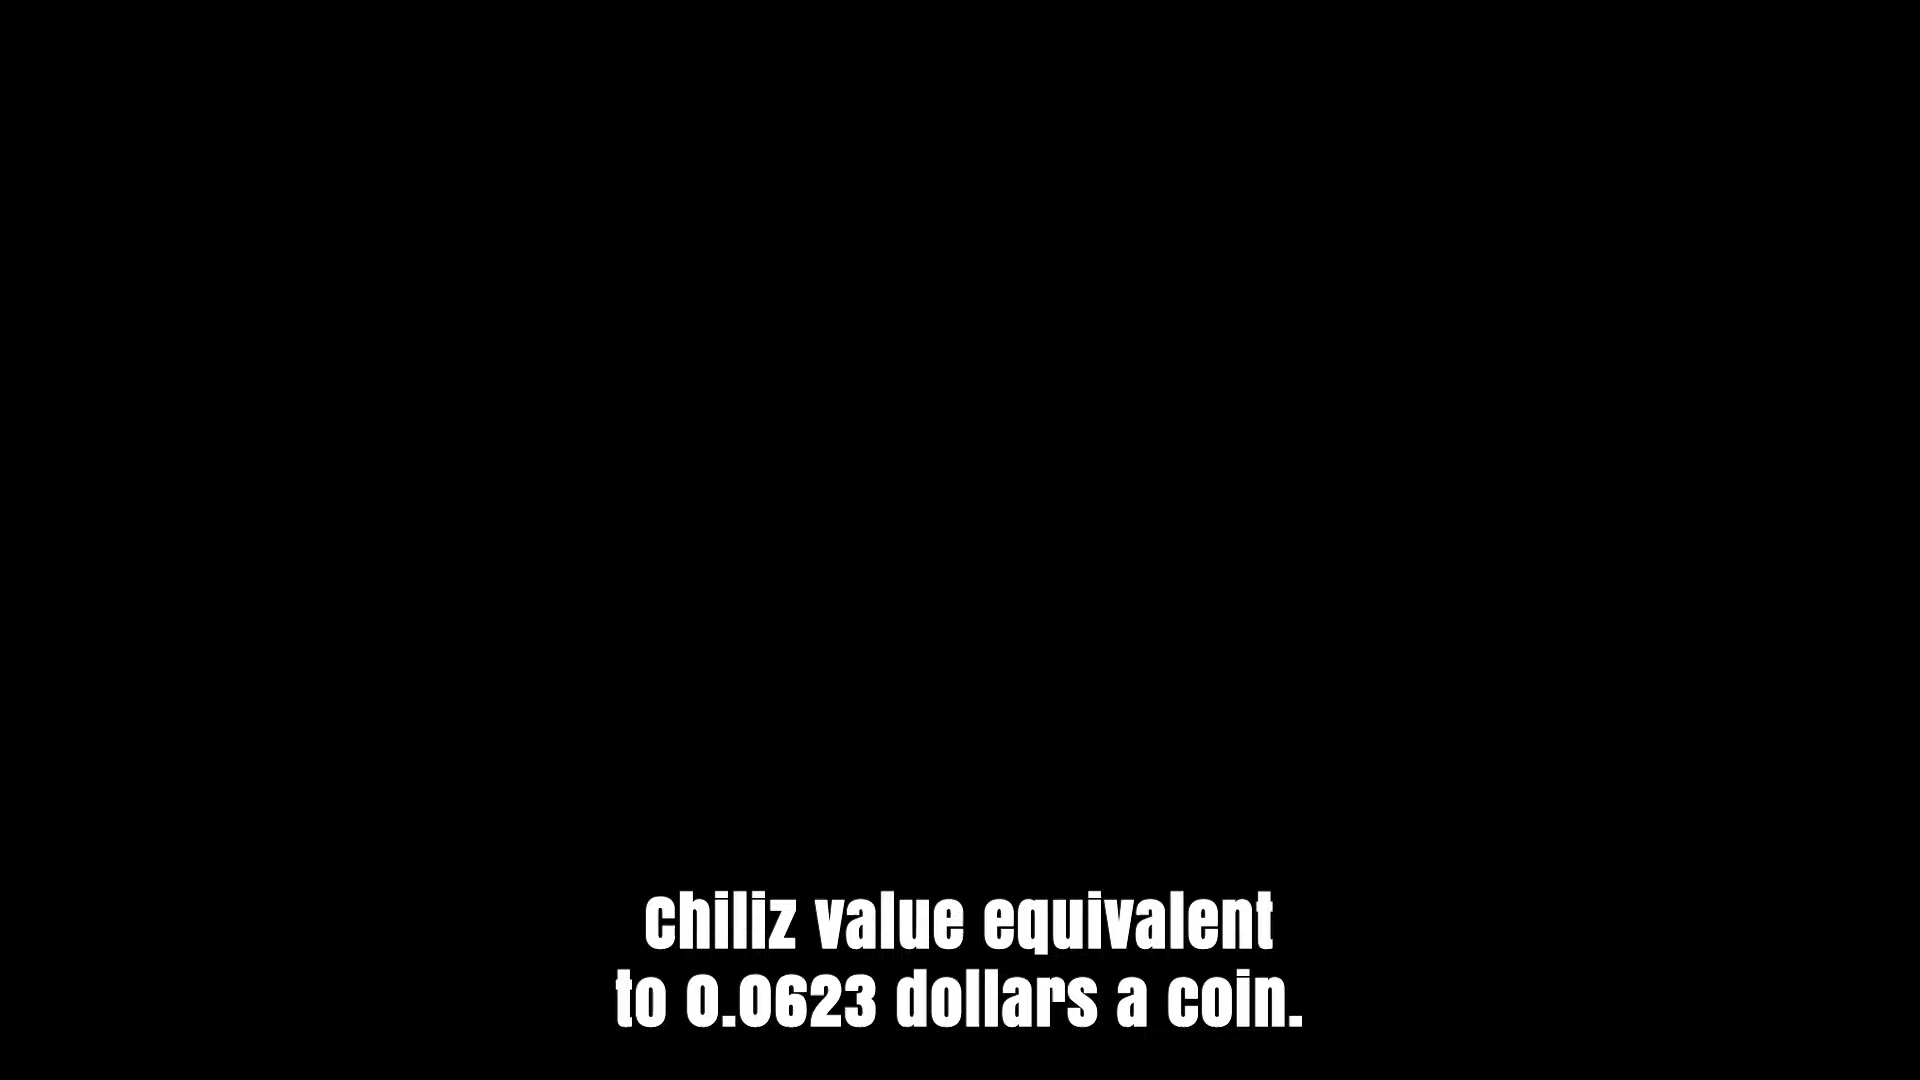 chiliz value equivalent
to 0.0623 dollars a coin.